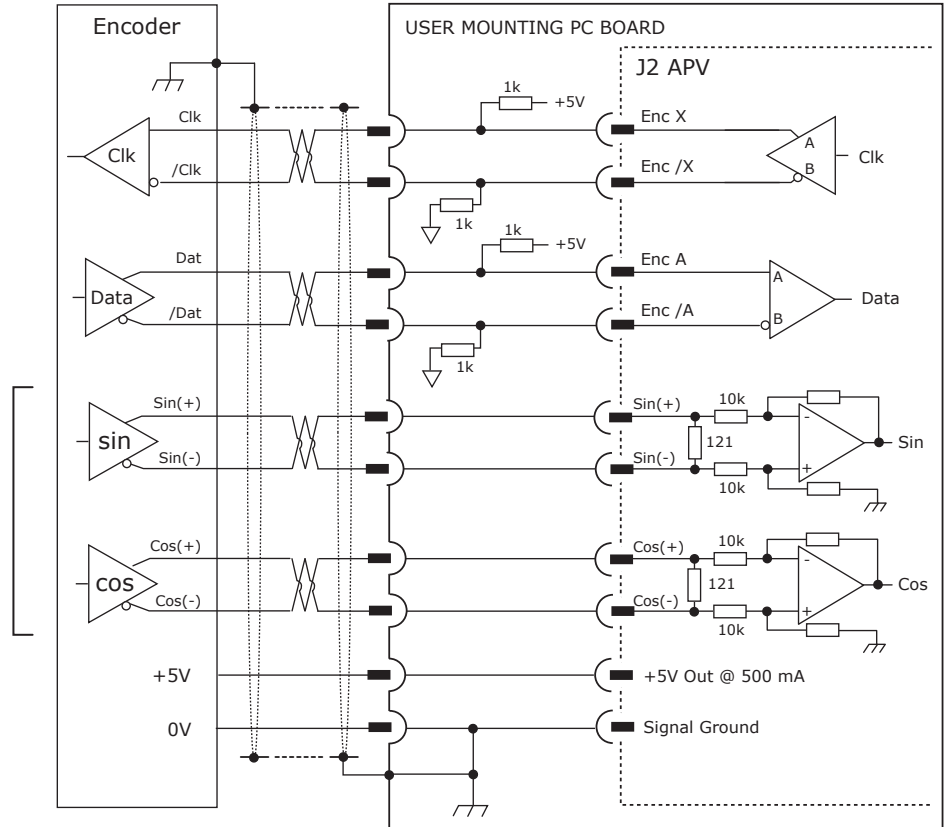 Encoder
USER MOUNTING PC BOARD
J2 APV
1k
+5V
Clk
Enc X
Clk
A
B
Clk
/Clk
Enc /X
1k
1k
+5V
Dat
Enc A
Data
A
B
Data
/Dat
Enc /A
1k
Sin(+)
Sin(+)
10k
-
sin
121
Sin
Sin(-)
Sin(-)
+
10k
Cos(+)
Cos(+)
10k
-
cos
121
Cos
Cos(-)
Cos(-)
+
10k
+5V
+5V Out @ 500 mA
0V
Signal Ground